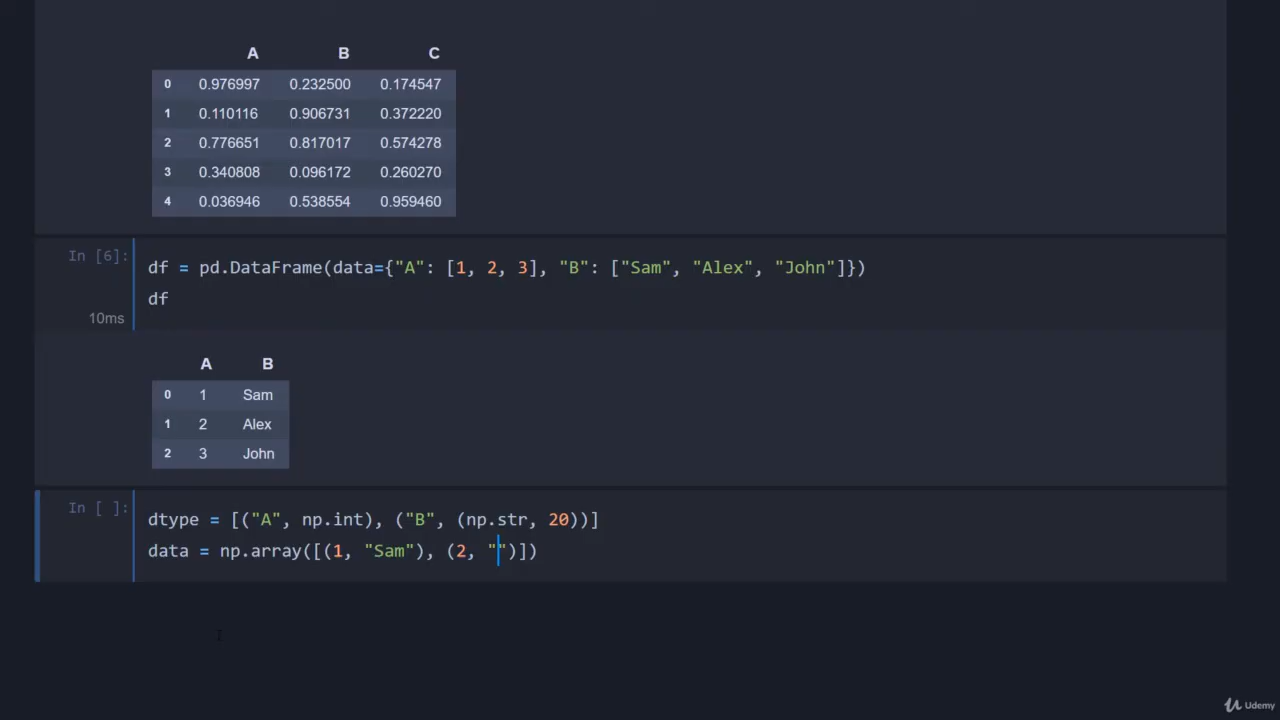 A B C
0 0.976997 0.232500 0.174547
1 0.110116 0.906731 0.372220
2 0.776651 0.817017 0.574278
3 0.340808 0.096172 0.260270
4 0.036946 0.538554 0.959460
In [6]: df = pd.DataFrame(data={"A": [1, 2, 3], "B": ["Sam", "Alex", "John"]})
df
10ms
A B
0 1 Sam
1 2 Alex
2 3 John
In [ ]: dtype = [("A", np.int), ("B", (np.str, 20))]
data = np.array([(1, "Sam"), (2, "")])
Udemy